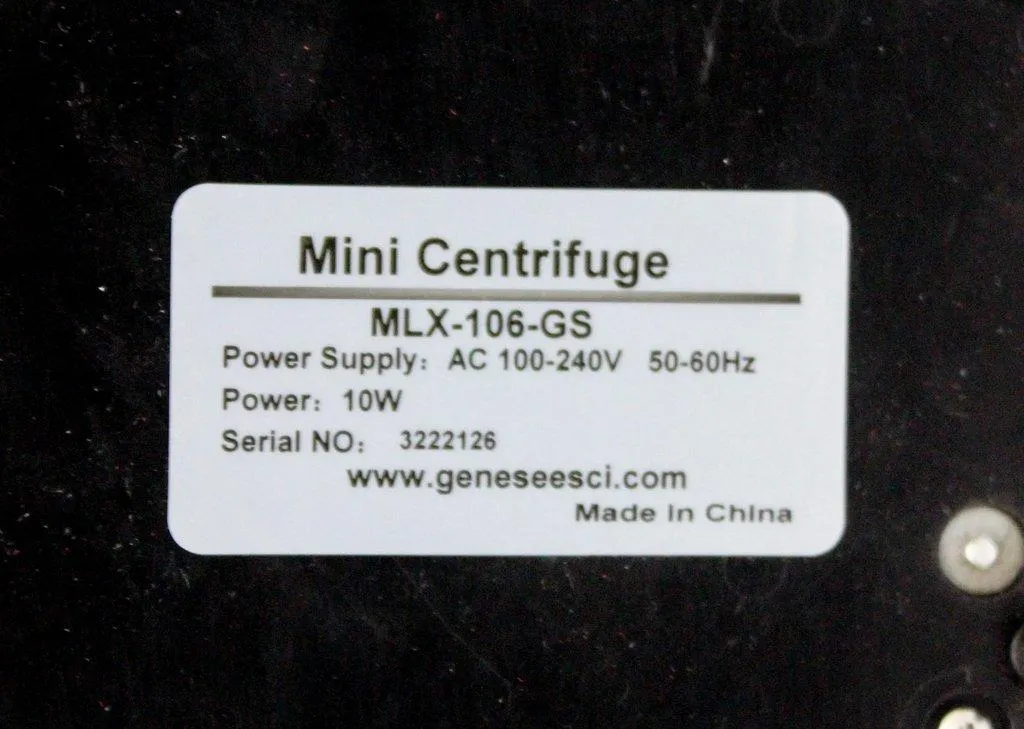 Mini Centrifuge
MLX-106-GS
Power Supply: AC 100-240V 50-60Hz
Power: 10W
Serial NO: 3222126
www.geneseesci.com
Made in China